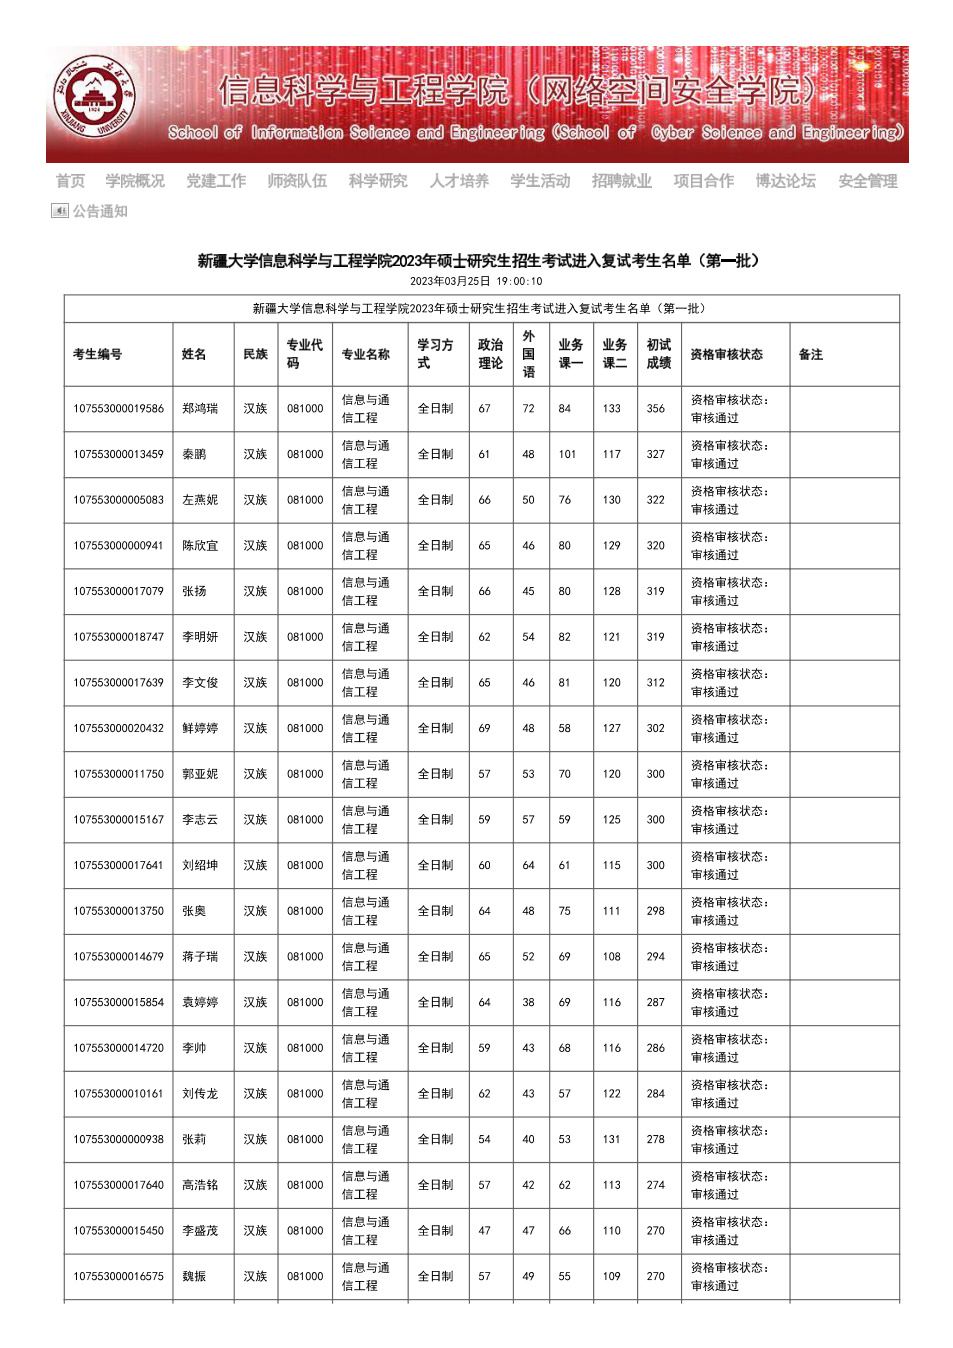 信息科学与工程学院（网络空间安全学院）
School of Information Science and Engineering (School of Cyber Science and Engineering)
XINJIANG UNIVERSITY
1924
首页 学院概况 党建工作 师资队伍 科学研究 人才培养 学生活动 招聘就业 项目合作 博达论坛 安全管理
公告通知
新疆大学信息科学与工程学院2023年硕士研究生招生考试进入复试考生名单（第一批）
2023年03月25日 19:00:10
新疆大学信息科学与工程学院2023年硕士研究生招生考试进入复试考生名单（第一批）
考生编号 姓名 民族 专业代码 专业名称 学习方式 政治理论 外国语 业务课一 业务课二 初试成绩 资格审核状态 备注
107553000019586 郑鸿瑞 汉族 081000 信息与通信工程 全日制 67 72 84 133 356 资格审核状态：审核通过
107553000013459 秦鹏 汉族 081000 信息与通信工程 全日制 61 48 101 117 327 资格审核状态：审核通过
107553000005083 左燕妮 汉族 081000 信息与通信工程 全日制 66 50 76 130 322 资格审核状态：审核通过
107553000000941 陈欣宜 汉族 081000 信息与通信工程 全日制 65 46 80 129 320 资格审核状态：审核通过
107553000017079 张扬 汉族 081000 信息与通信工程 全日制 66 45 80 128 319 资格审核状态：审核通过
107553000018747 李明妍 汉族 081000 信息与通信工程 全日制 62 54 82 121 319 资格审核状态：审核通过
107553000017639 李文俊 汉族 081000 信息与通信工程 全日制 65 46 81 120 312 资格审核状态：审核通过
107553000020432 鲜婷婷 汉族 081000 信息与通信工程 全日制 69 48 58 127 302 资格审核状态：审核通过
107553000011750 郭亚妮 汉族 081000 信息与通信工程 全日制 57 53 70 120 300 资格审核状态：审核通过
107553000015167 李志云 汉族 081000 信息与通信工程 全日制 59 57 59 125 300 资格审核状态：审核通过
107553000017641 刘绍坤 汉族 081000 信息与通信工程 全日制 60 64 61 115 300 资格审核状态：审核通过
107553000013750 张奥 汉族 081000 信息与通信工程 全日制 64 48 75 111 298 资格审核状态：审核通过
107553000014679 蒋子瑞 汉族 081000 信息与通信工程 全日制 65 52 69 108 294 资格审核状态：审核通过
107553000015854 袁婷婷 汉族 081000 信息与通信工程 全日制 64 38 69 116 287 资格审核状态：审核通过
107553000014720 李帅 汉族 081000 信息与通信工程 全日制 59 43 68 116 286 资格审核状态：审核通过
107553000010161 刘传龙 汉族 081000 信息与通信工程 全日制 62 43 57 122 284 资格审核状态：审核通过
107553000000938 张莉 汉族 081000 信息与通信工程 全日制 54 40 53 131 278 资格审核状态：审核通过
107553000017640 高浩铭 汉族 081000 信息与通信工程 全日制 57 42 62 113 274 资格审核状态：审核通过
107553000015450 李盛茂 汉族 081000 信息与通信工程 全日制 47 47 66 110 270 资格审核状态：审核通过
107553000016575 魏振 汉族 081000 信息与通信工程 全日制 57 49 55 109 270 资格审核状态：审核通过